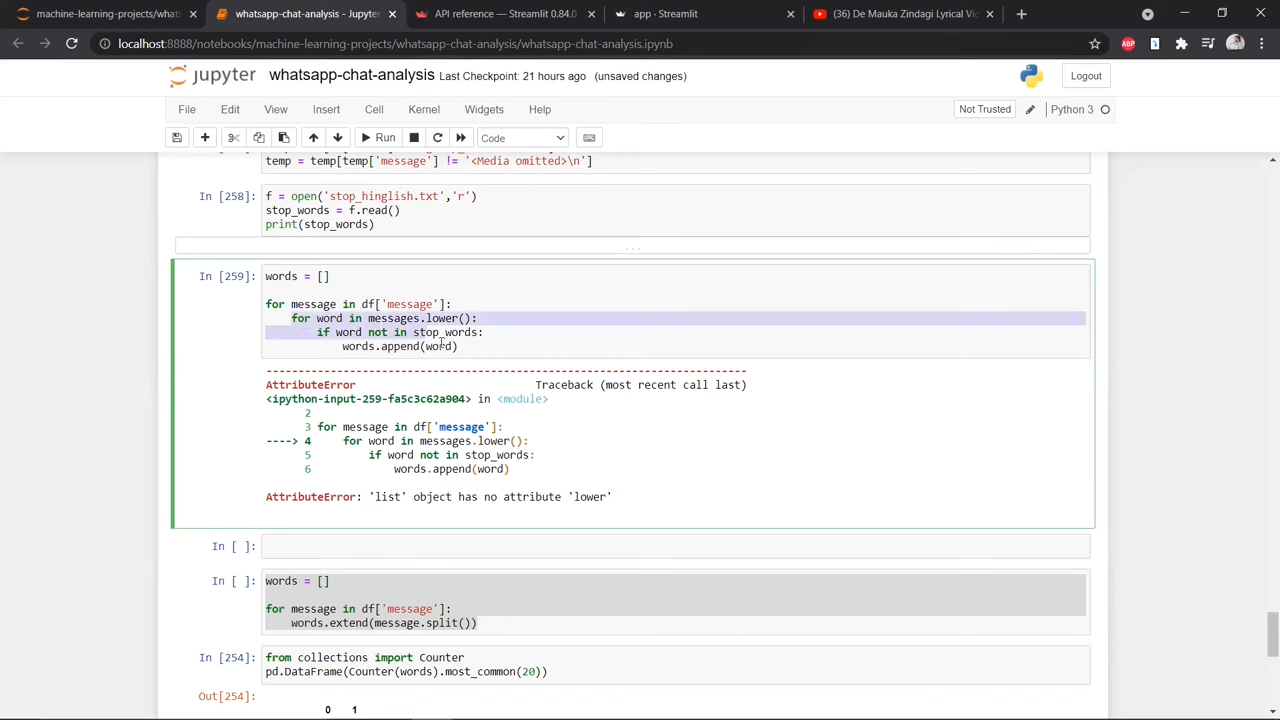 machine-learning-projects/whats
whatsapp-chat-analysis - Jupyter
API reference — Streamlit 0.84.0
app · Streamlit
(36) De Mauka Zindagi Lyrical Vid
localhost:8888/notebooks/machine-learning-projects/whatsapp-chat-analysis/whatsapp-chat-analysis.ipynb
ABP
jupyter whatsapp-chat-analysis Last Checkpoint: 21 hours ago (unsaved changes)
Logout
File Edit View Insert Cell Kernel Widgets Help
Not Trusted
Python 3
Run
Code
temp = temp[temp['message'] != '<Media omitted>\n']
In [258]: f = open('stop_hinglish.txt','r')
stop_words = f.read()
print(stop_words)
...
In [259]: words = []
for message in df['message']:
for word in messages.lower():
if word not in stop_words:
words.append(word)
---------------------------------------------------------------------------
AttributeError Traceback (most recent call last)
<ipython-input-259-fa5c3c62a904> in <module>
2
3 for message in df['message']:
----> 4 for word in messages.lower():
5 if word not in stop_words:
6 words.append(word)
AttributeError: 'list' object has no attribute 'lower'
In [ ]:
In [ ]: words = []
for message in df['message']:
words.extend(message.split())
In [254]: from collections import Counter
pd.DataFrame(Counter(words).most_common(20))
Out[254]:
0 1